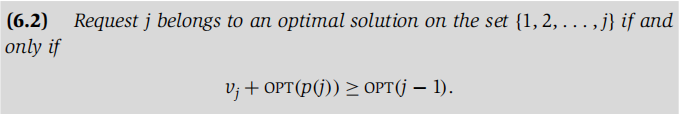 (6.2) Request j belongs to an optimal solution on the set {1, 2, . . . , j} if and
only if
vj + OPT(p(j)) ≥ OPT(j − 1).